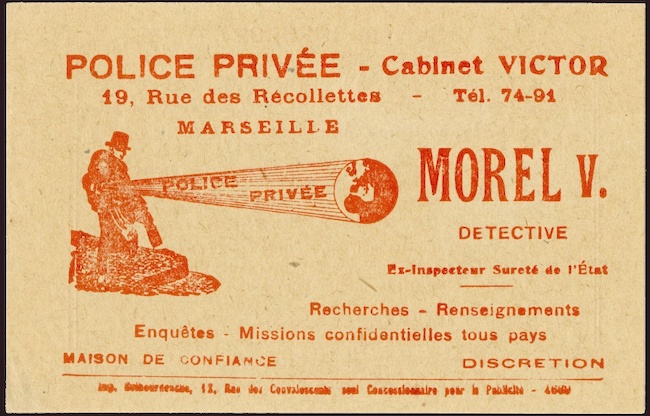 POLICE PRIVÉE - Cabinet VICTOR
19, Rue des Récollettes - Tél. 74-91
MARSEILLE
POLICE PRIVÉE
MOREL V.
DETECTIVE
Ex-Inspecteur Sureté de l'État
Recherches - Renseignements
Enquêtes - Missions confidentielles tous pays
MAISON DE CONFIANCE DISCRETION
Imp. 12, Rue des Convalescents seul Concessionnaire pour la Publicité -